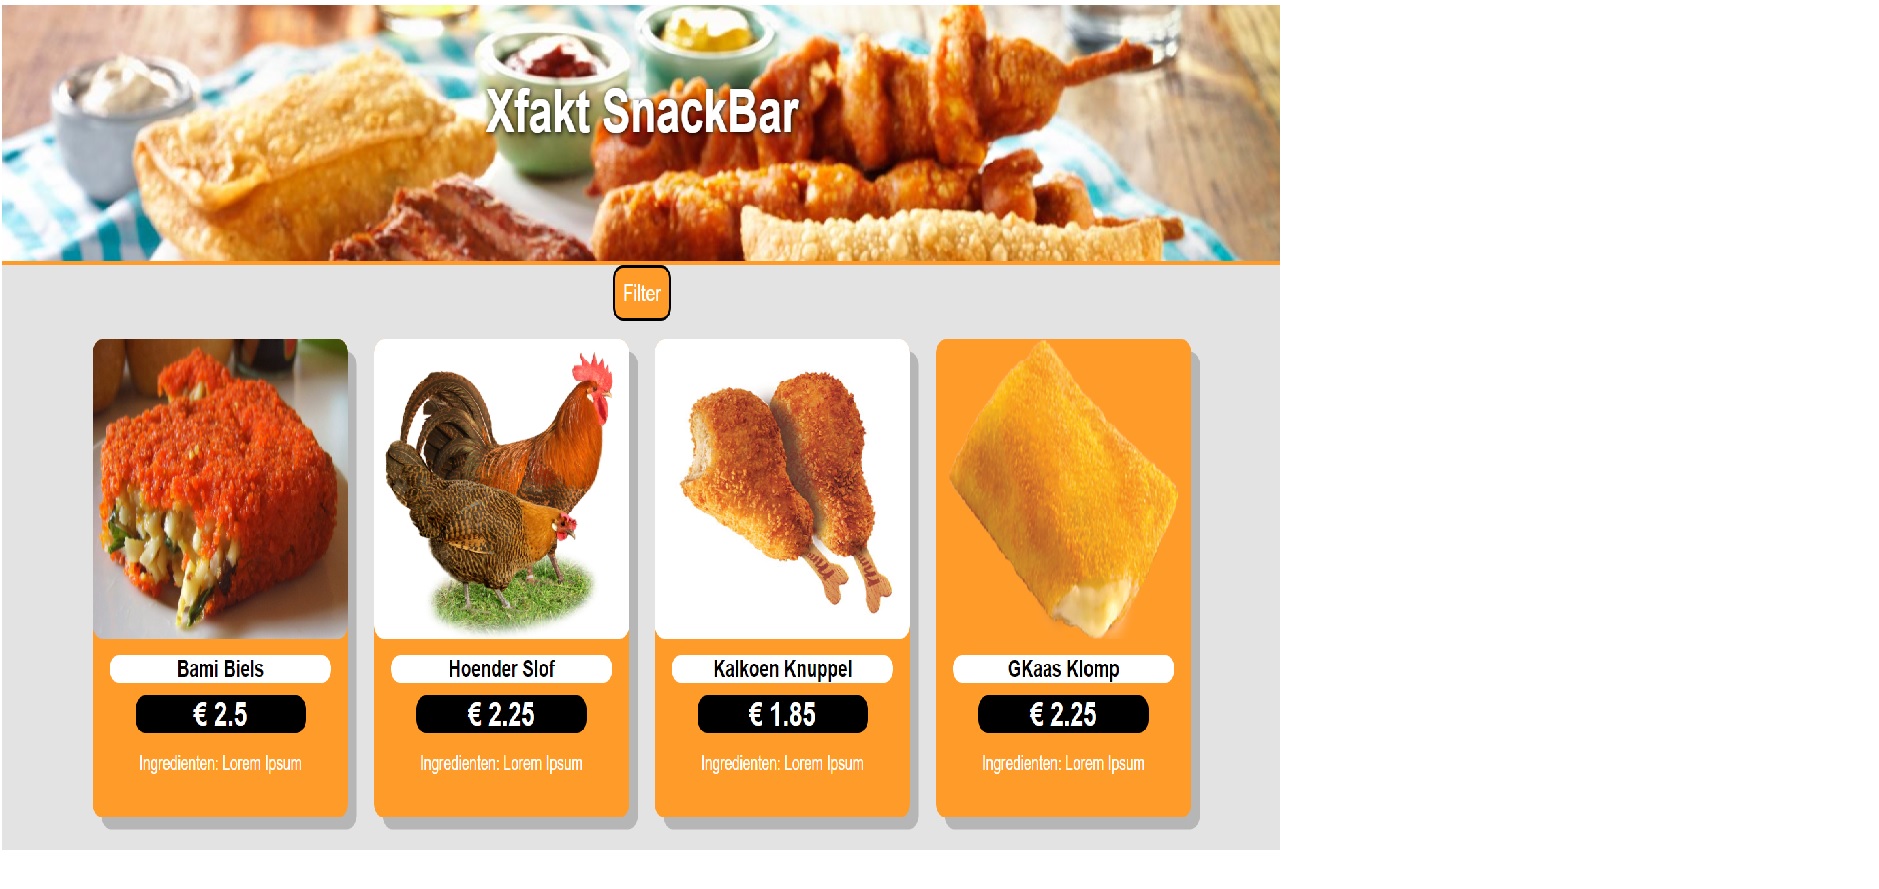 Xfakt SnackBar
Filter
Bami Biels
€ 2.5
Ingredienten: Lorem Ipsum
Hoender Slof
€ 2.25
Ingredienten: Lorem Ipsum
Kalkoen Knuppel
€ 1.85
Ingredienten: Lorem Ipsum
GKaas Klomp
€ 2.25
Ingredienten: Lorem Ipsum